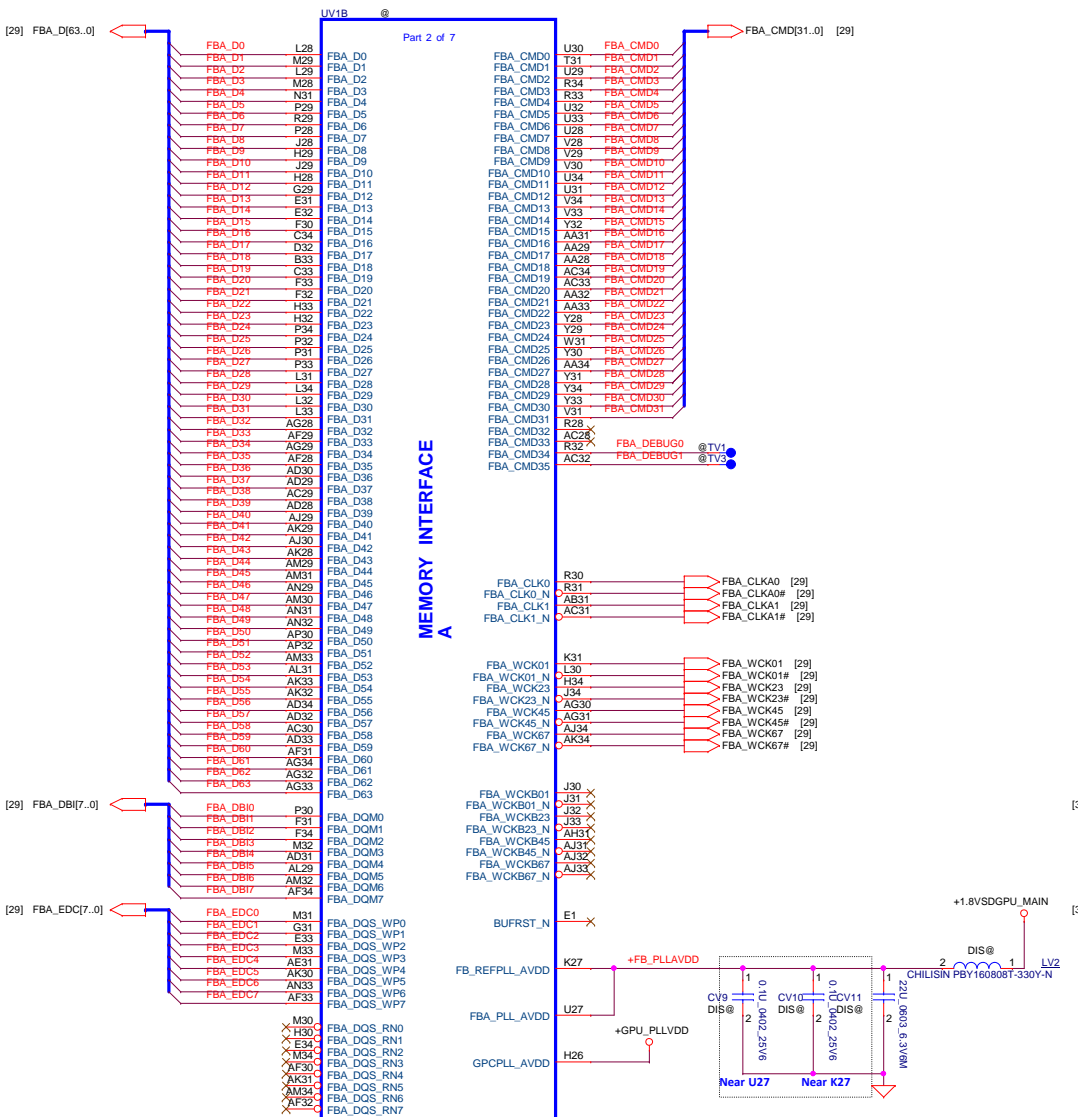 UV1B @
Part 2 of 7
[29] FBA_D[63..0] FBA_CMD[31..0] [29]
FBA_D0 L28 FBA_D0 FBA_CMD0 U30 FBA_CMD0
FBA_D1 M29 FBA_D1 FBA_CMD1 T31 FBA_CMD1
FBA_D2 L29 FBA_D2 FBA_CMD2 U29 FBA_CMD2
FBA_D3 M28 FBA_D3 FBA_CMD3 R34 FBA_CMD3
FBA_D4 N31 FBA_D4 FBA_CMD4 R33 FBA_CMD4
FBA_D5 P29 FBA_D5 FBA_CMD5 U32 FBA_CMD5
FBA_D6 R29 FBA_D6 FBA_CMD6 U33 FBA_CMD6
FBA_D7 P28 FBA_D7 FBA_CMD7 U28 FBA_CMD7
FBA_D8 J28 FBA_D8 FBA_CMD8 V28 FBA_CMD8
FBA_D9 H29 FBA_D9 FBA_CMD9 V29 FBA_CMD9
FBA_D10 J29 FBA_D10 FBA_CMD10 V30 FBA_CMD10
FBA_D11 H28 FBA_D11 FBA_CMD11 U34 FBA_CMD11
FBA_D12 G29 FBA_D12 FBA_CMD12 U31 FBA_CMD12
FBA_D13 E31 FBA_D13 FBA_CMD13 V34 FBA_CMD13
FBA_D14 E32 FBA_D14 FBA_CMD14 V33 FBA_CMD14
FBA_D15 F30 FBA_D15 FBA_CMD15 Y32 FBA_CMD15
FBA_D16 C34 FBA_D16 FBA_CMD16 AA31 FBA_CMD16
FBA_D17 D32 FBA_D17 FBA_CMD17 AA29 FBA_CMD17
FBA_D18 B33 FBA_D18 FBA_CMD18 AA28 FBA_CMD18
FBA_D19 C33 FBA_D19 FBA_CMD19 AC34 FBA_CMD19
FBA_D20 F33 FBA_D20 FBA_CMD20 AC33 FBA_CMD20
FBA_D21 F32 FBA_D21 FBA_CMD21 AA32 FBA_CMD21
FBA_D22 H33 FBA_D22 FBA_CMD22 AA33 FBA_CMD22
FBA_D23 H32 FBA_D23 FBA_CMD23 Y28 FBA_CMD23
FBA_D24 P34 FBA_D24 FBA_CMD24 Y29 FBA_CMD24
FBA_D25 P32 FBA_D25 FBA_CMD25 W31 FBA_CMD25
FBA_D26 P31 FBA_D26 FBA_CMD26 Y30 FBA_CMD26
FBA_D27 P33 FBA_D27 FBA_CMD27 AA34 FBA_CMD27
FBA_D28 L31 FBA_D28 FBA_CMD28 Y31 FBA_CMD28
FBA_D29 L34 FBA_D29 FBA_CMD29 Y34 FBA_CMD29
FBA_D30 L32 FBA_D30 FBA_CMD30 Y33 FBA_CMD30
FBA_D31 L33 FBA_D31 FBA_CMD31 V31 FBA_CMD31
FBA_D32 AG28 FBA_D32 FBA_CMD32 R28
FBA_D33 AF29 FBA_D33 FBA_CMD33 AC28
FBA_D34 AG29 FBA_D34 FBA_CMD34 R32 FBA_DEBUG0 @TV1
FBA_D35 AF28 FBA_D35 FBA_CMD35 AC32 FBA_DEBUG1 @TV3
FBA_D36 AD30 FBA_D36
FBA_D37 AD29 FBA_D37
FBA_D38 AC29 FBA_D38
FBA_D39 AD28 FBA_D39
FBA_D40 AJ29 FBA_D40
FBA_D41 AK29 FBA_D41
FBA_D42 AJ30 FBA_D42
FBA_D43 AK28 FBA_D43
FBA_D44 AM29 FBA_D44
FBA_D45 AM31 FBA_D45 FBA_CLK0 R30 FBA_CLKA0 [29]
FBA_D46 AN29 FBA_D46 FBA_CLK0_N R31 FBA_CLKA0# [29]
FBA_D47 AM30 FBA_D47 FBA_CLK1 AB31 FBA_CLKA1 [29]
FBA_D48 AN31 FBA_D48 FBA_CLK1_N AC31 FBA_CLKA1# [29]
FBA_D49 AN32 FBA_D49
FBA_D50 AP30 FBA_D50
FBA_D51 AP32 FBA_D51
FBA_D52 AM33 FBA_D52 FBA_WCK01 K31 FBA_WCK01 [29]
FBA_D53 AL31 FBA_D53 FBA_WCK01_N L30 FBA_WCK01# [29]
FBA_D54 AK33 FBA_D54 FBA_WCK23 H34 FBA_WCK23 [29]
FBA_D55 AK32 FBA_D55 FBA_WCK23_N J34 FBA_WCK23# [29]
FBA_D56 AD34 FBA_D56 FBA_WCK45 AG30 FBA_WCK45 [29]
FBA_D57 AD32 FBA_D57 FBA_WCK45_N AG31 FBA_WCK45# [29]
FBA_D58 AC30 FBA_D58 FBA_WCK67 AJ34 FBA_WCK67 [29]
FBA_D59 AD33 FBA_D59 FBA_WCK67_N AK34 FBA_WCK67# [29]
FBA_D60 AF31 FBA_D60
FBA_D61 AG34 FBA_D61
FBA_D62 AG32 FBA_D62
FBA_D63 AG33 FBA_D63
MEMORY INTERFACE
A
FBA_WCKB01 J30
FBA_WCKB01_N J31
FBA_WCKB23 J32
FBA_WCKB23_N J33
FBA_WCKB45 AH31
FBA_WCKB45_N AJ31
FBA_WCKB67 AJ32
FBA_WCKB67_N AJ33
[29] FBA_DBI[7..0]
FBA_DBI0 P30 FBA_DQM0
FBA_DBI1 F31 FBA_DQM1
FBA_DBI2 F34 FBA_DQM2
FBA_DBI3 M32 FBA_DQM3
FBA_DBI4 AD31 FBA_DQM4
FBA_DBI5 AL29 FBA_DQM5
FBA_DBI6 AM32 FBA_DQM6
FBA_DBI7 AF34 FBA_DQM7
[29] FBA_EDC[7..0]
FBA_EDC0 M31 FBA_DQS_WP0
FBA_EDC1 G31 FBA_DQS_WP1
FBA_EDC2 E33 FBA_DQS_WP2
FBA_EDC3 M33 FBA_DQS_WP3
FBA_EDC4 AE31 FBA_DQS_WP4
FBA_EDC5 AK30 FBA_DQS_WP5
FBA_EDC6 AN33 FBA_DQS_WP6
FBA_EDC7 AF33 FBA_DQS_WP7
M30 FBA_DQS_RN0
H30 FBA_DQS_RN1
E34 FBA_DQS_RN2
M34 FBA_DQS_RN3
AF30 FBA_DQS_RN4
AK31 FBA_DQS_RN5
AM34 FBA_DQS_RN6
AF32 FBA_DQS_RN7
BUFRST_N E1
FB_REFPLL_AVDD K27 +FB_PLLAVDD
FBA_PLL_AVDD U27
+GPU_PLLVDD
GPCPLL_AVDD H26
+1.8VSDGPU_MAIN
DIS@
2 1 LV2
CHILISIN PBY160808T-330Y-N
1 CV9 DIS@ 2 0.1U_0402_25V6
1 CV10 DIS@ 2 0.1U_0402_25V6
1 CV11 DIS@ 2 22U_0603_6.3V6M
Near U27 Near K27